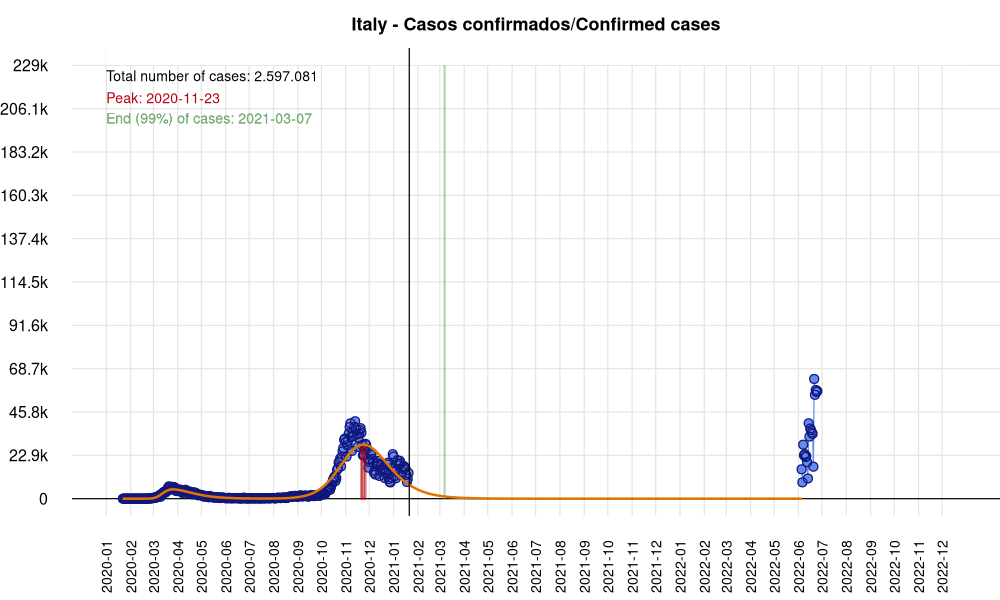 Italy - Casos confirmados/Confirmed cases
229k
206.1k
183.2k
160.3k
137.4k
114.5k
91.6k
68.7k
45.8k
22.9k
0
Total number of cases: 2.597.081
Peak: 2020-11-23
End (99%) of cases: 2021-03-07
2020-01
2020-02
2020-03
2020-04
2020-05
2020-06
2020-07
2020-08
2020-09
2020-10
2020-11
2020-12
2021-01
2021-02
2021-03
2021-04
2021-05
2021-06
2021-07
2021-08
2021-09
2021-10
2021-11
2021-12
2022-01
2022-02
2022-03
2022-04
2022-05
2022-06
2022-07
2022-08
2022-09
2022-10
2022-11
2022-12